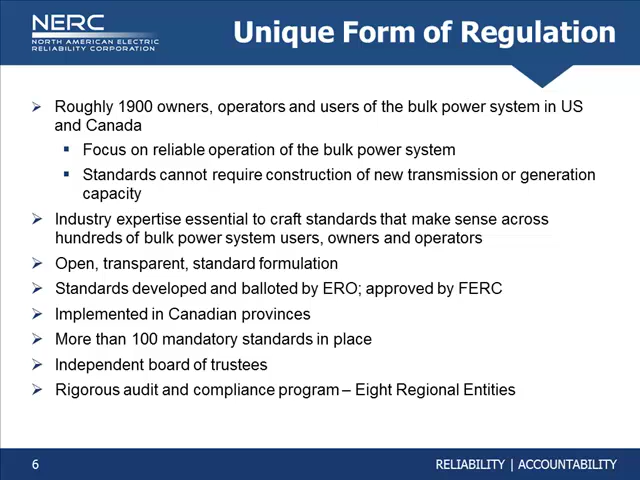 NERC
NORTH AMERICAN ELECTRIC
RELIABILITY CORPORATION
Unique Form of Regulation
Roughly 1900 owners, operators and users of the bulk power system in US
and Canada
Focus on reliable operation of the bulk power system
Standards cannot require construction of new transmission or generation
capacity
Industry expertise essential to craft standards that make sense across
hundreds of bulk power system users, owners and operators
Open, transparent, standard formulation
Standards developed and balloted by ERO; approved by FERC
Implemented in Canadian provinces
More than 100 mandatory standards in place
Independent board of trustees
Rigorous audit and compliance program – Eight Regional Entities
6
RELIABILITY | ACCOUNTABILITY